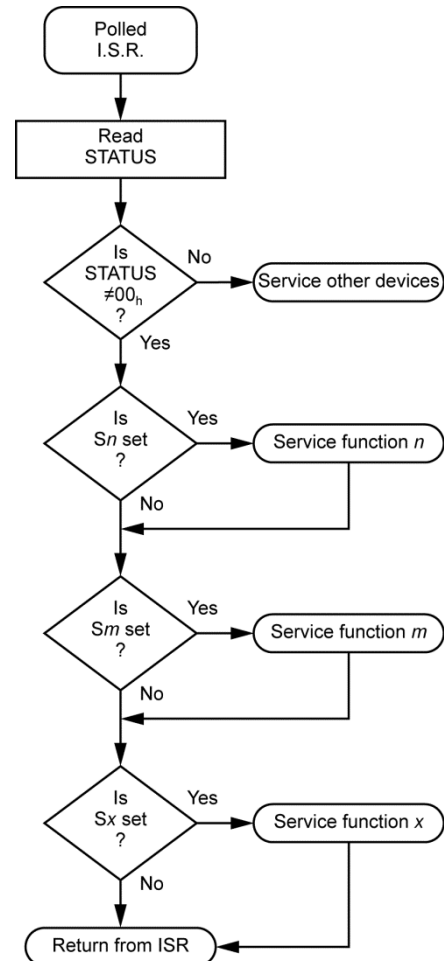 Polled
I.S.R.
Read
STATUS
Is
STATUS
≠00h
?
No
Service other devices
Yes
Is
Sn set
?
Yes
Service function n
No
Is
Sm set
?
Yes
Service function m
No
Is
Sx set
?
Yes
Service function x
No
Return from ISR